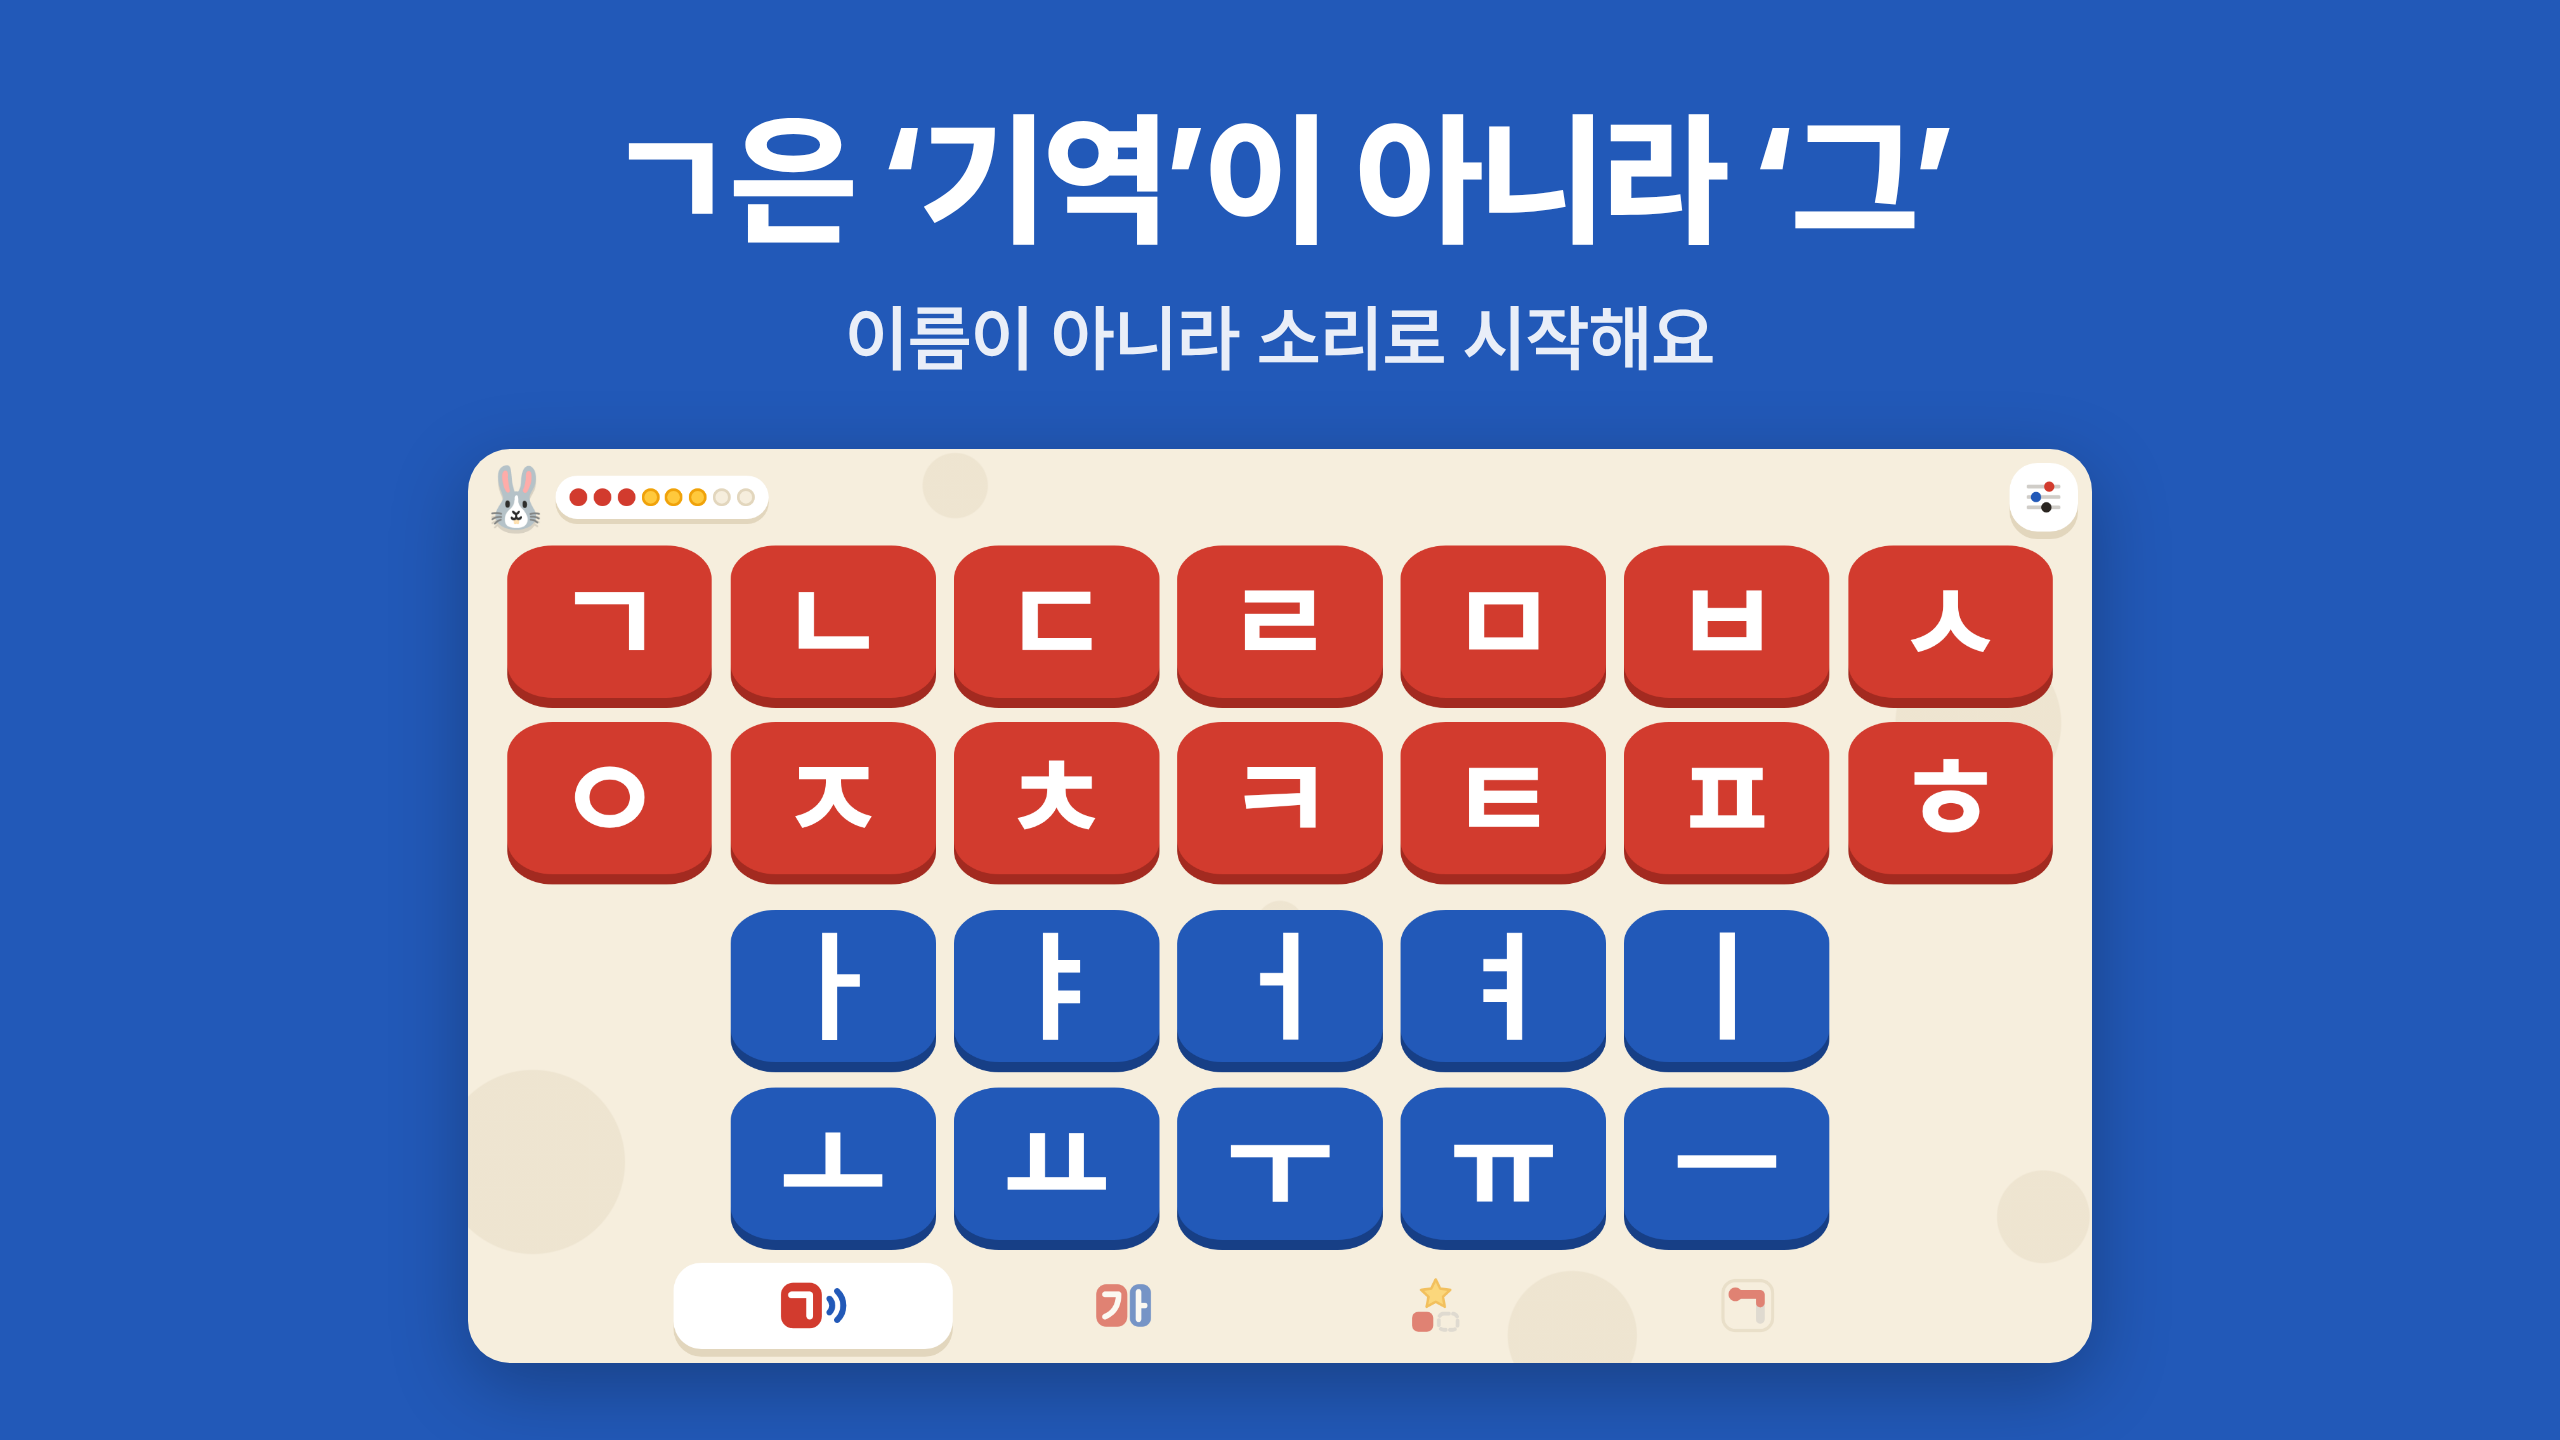 ㄱ은 ‘기역’이 아니라 ‘그’
이름이 아니라 소리로 시작해요
ㄱ ㄴ ㄷ ㄹ ㅁ ㅂ ㅅ
ㅇ ㅈ ㅊ ㅋ ㅌ ㅍ ㅎ
ㅏ ㅑ ㅓ ㅕ ㅣ
ㅗ ㅛ ㅜ ㅠ ㅡ
ㄱ 가 ㄱ